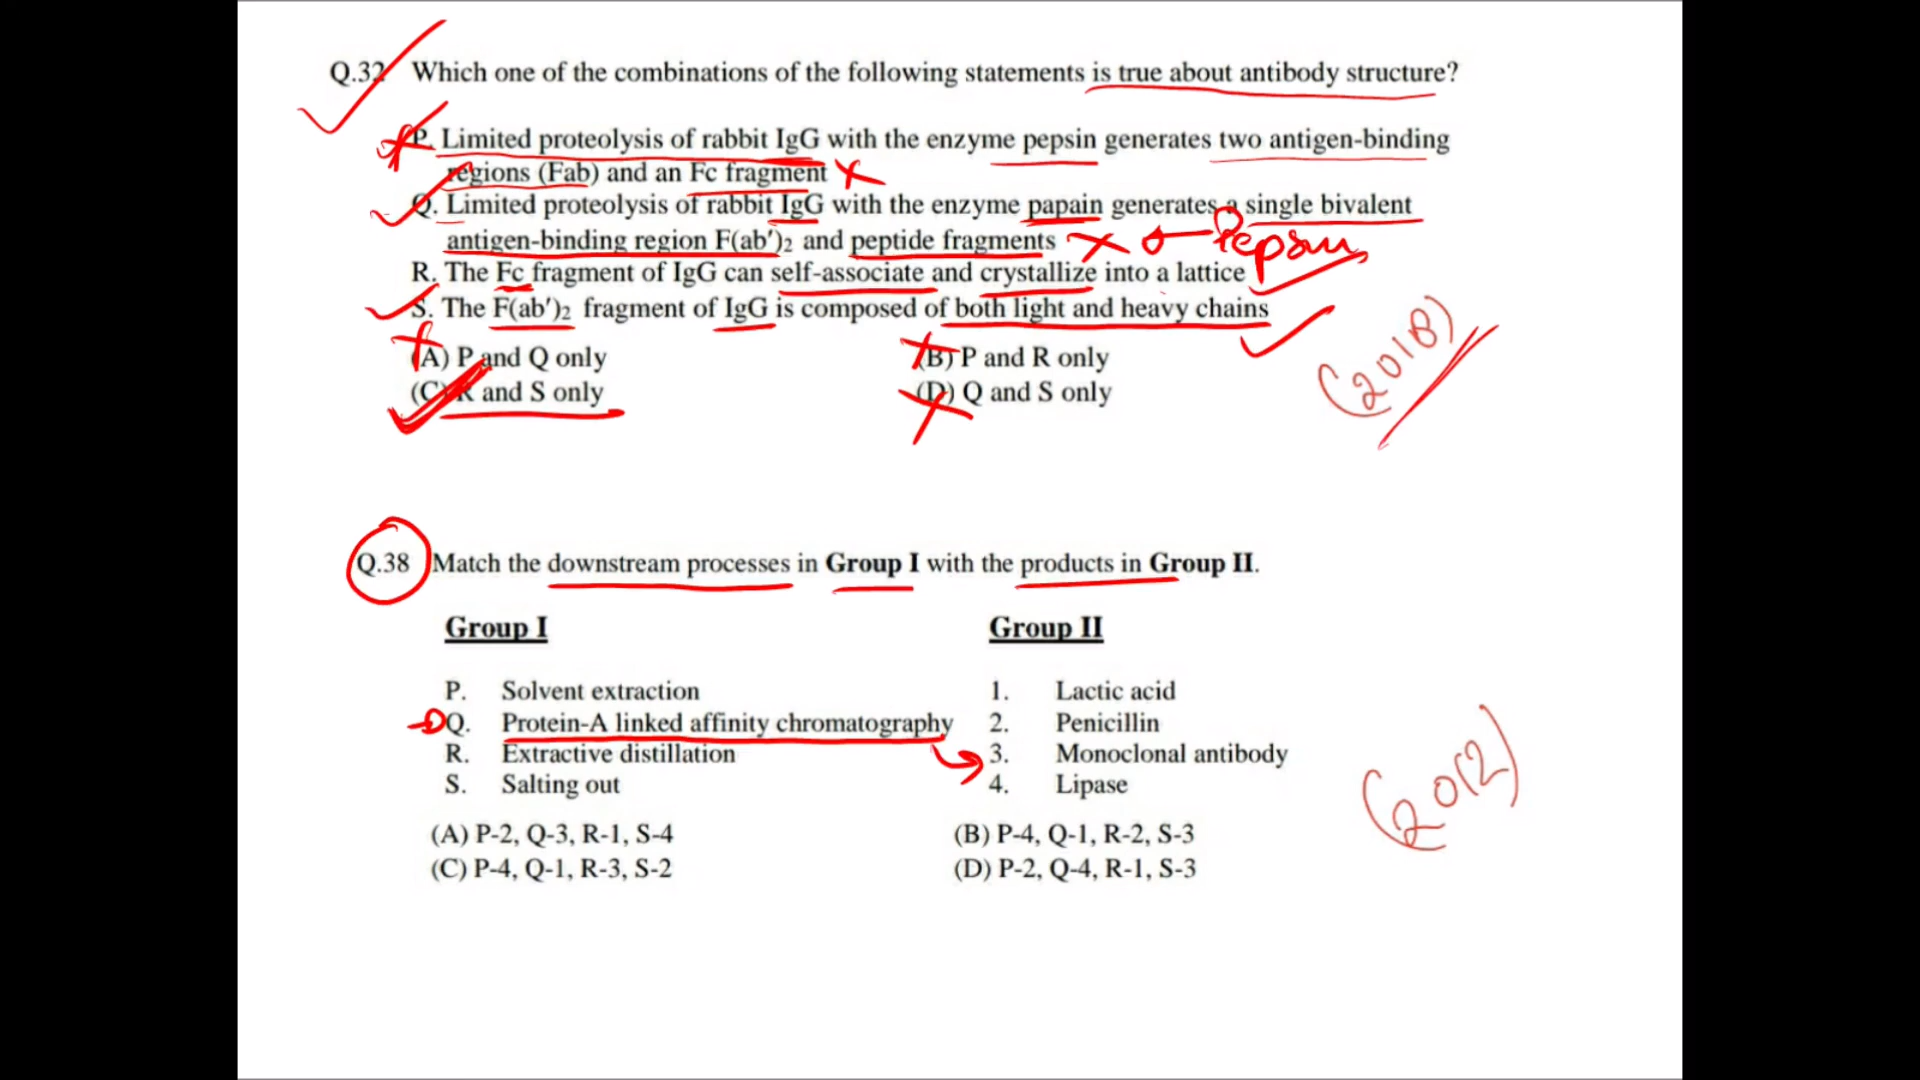 Q.32 Which one of the combinations of the following statements is true about antibody structure?
P. Limited proteolysis of rabbit IgG with the enzyme pepsin generates two antigen-binding
regions (Fab) and an Fc fragment
Q. Limited proteolysis of rabbit IgG with the enzyme papain generates a single bivalent
antigen-binding region F(ab′)₂ and peptide fragments
Pepsin
R. The Fc fragment of IgG can self-associate and crystallize into a lattice
S. The F(ab′)₂ fragment of IgG is composed of both light and heavy chains
(A) P and Q only (B) P and R only
(C) R and S only (D) Q and S only
(2018)
Q.38 Match the downstream processes in Group I with the products in Group II.
Group I Group II
P. Solvent extraction 1. Lactic acid
Q. Protein-A linked affinity chromatography 2. Penicillin
R. Extractive distillation 3. Monoclonal antibody
S. Salting out 4. Lipase
(A) P-2, Q-3, R-1, S-4 (B) P-4, Q-1, R-2, S-3
(C) P-4, Q-1, R-3, S-2 (D) P-2, Q-4, R-1, S-3
(2012)